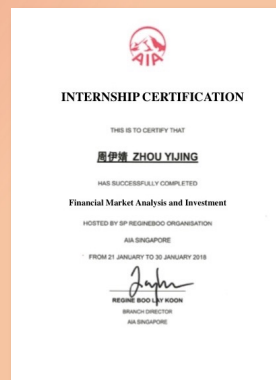 AIA
INTERNSHIP CERTIFICATION
THIS IS TO CERTIFY THAT
周伊婧 ZHOU YIJING
HAS SUCCESSFULLY COMPLETED
Financial Market Analysis and Investment
HOSTED BY SP REGINEBOO ORGANISATION
AIA SINGAPORE
FROM 21 JANUARY TO 30 JANUARY 2018
REGINE BOO LAY KOON
BRANCH DIRECTOR
AIA SINGAPORE